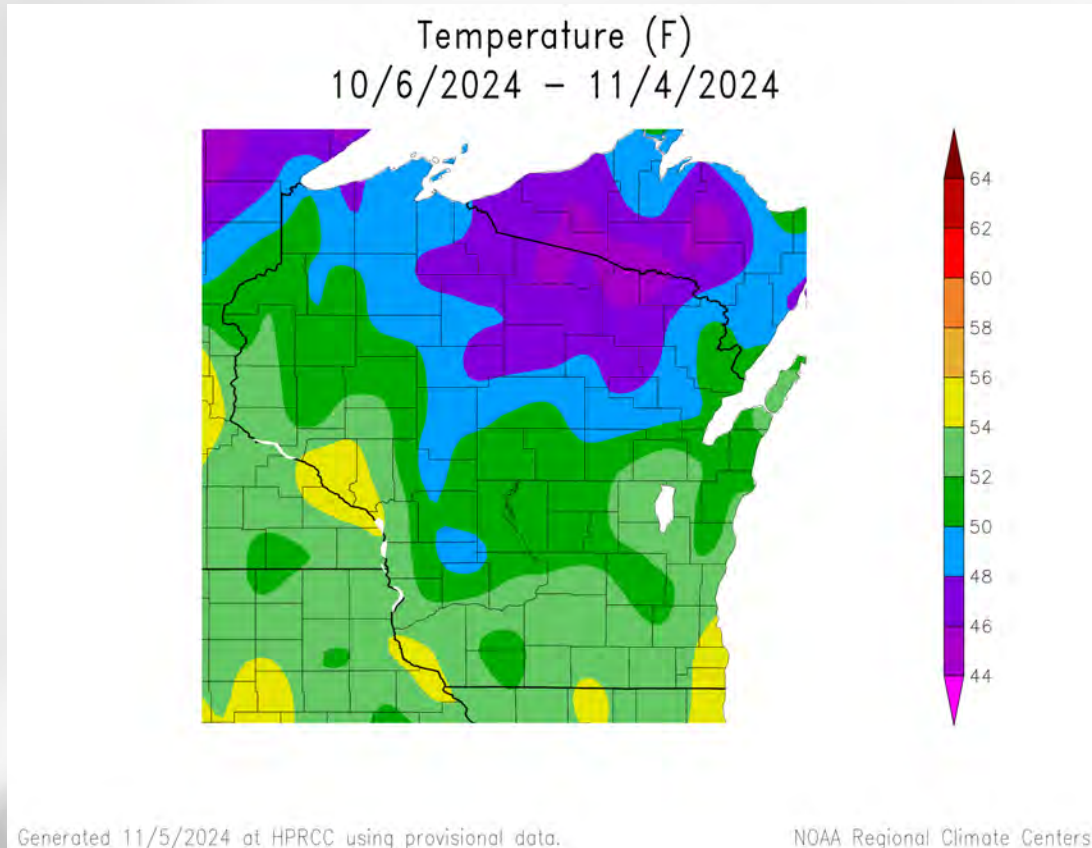 Temperature (F)
10/6/2024 – 11/4/2024
64
62
60
58
56
54
52
50
48
46
44
Generated 11/5/2024 at HPRCC using provisional data.
NOAA Regional Climate Centers